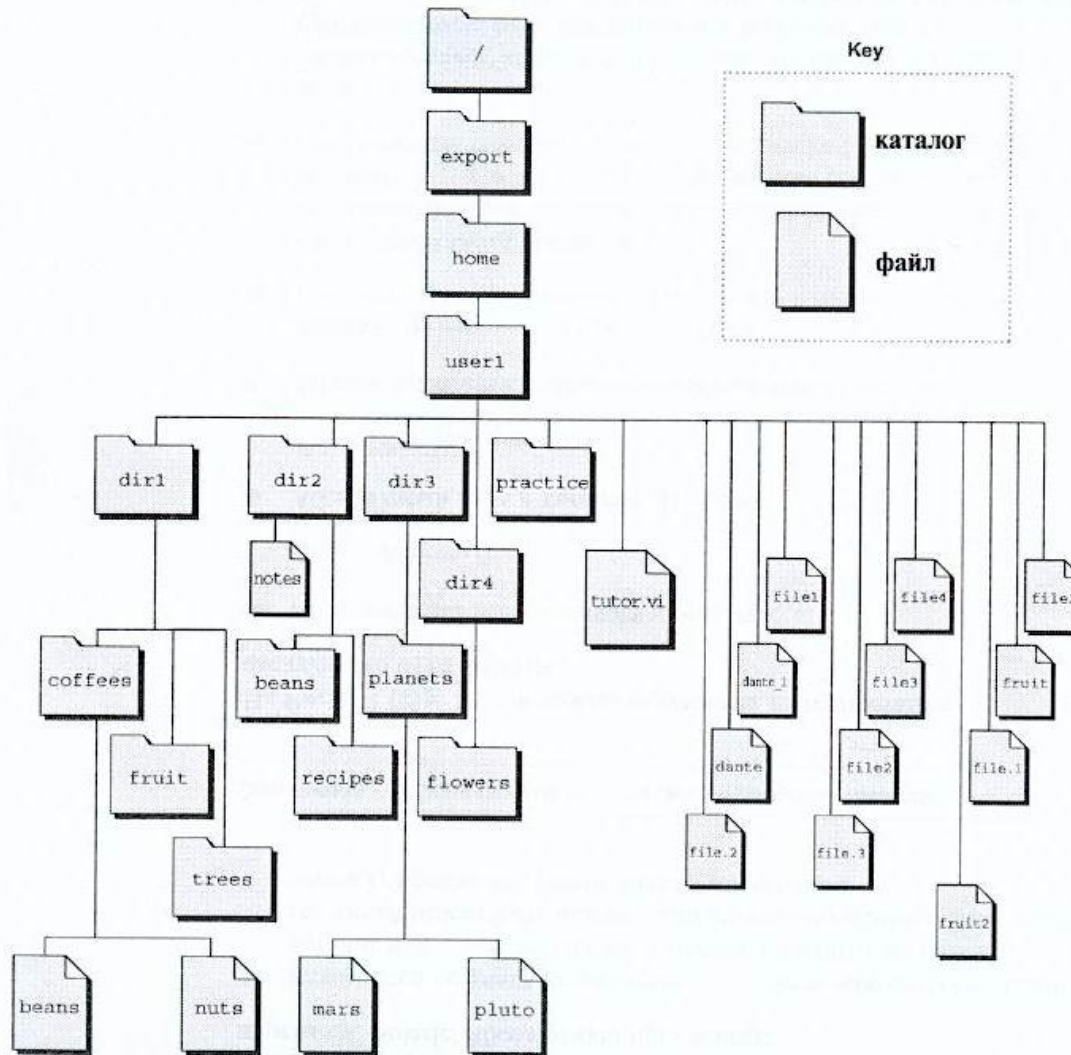 /
Key
export
каталог
home
файл
user1
dir1
dir2
dir3
practice
notes
dir4
tutor.vi
file1
file4
coffees
beans
planets
dante_1
file3
fruit
fruit
recipes
flowers
dante
file2
file.1
trees
file.2
file.3
fruit2
beans
nuts
mars
pluto